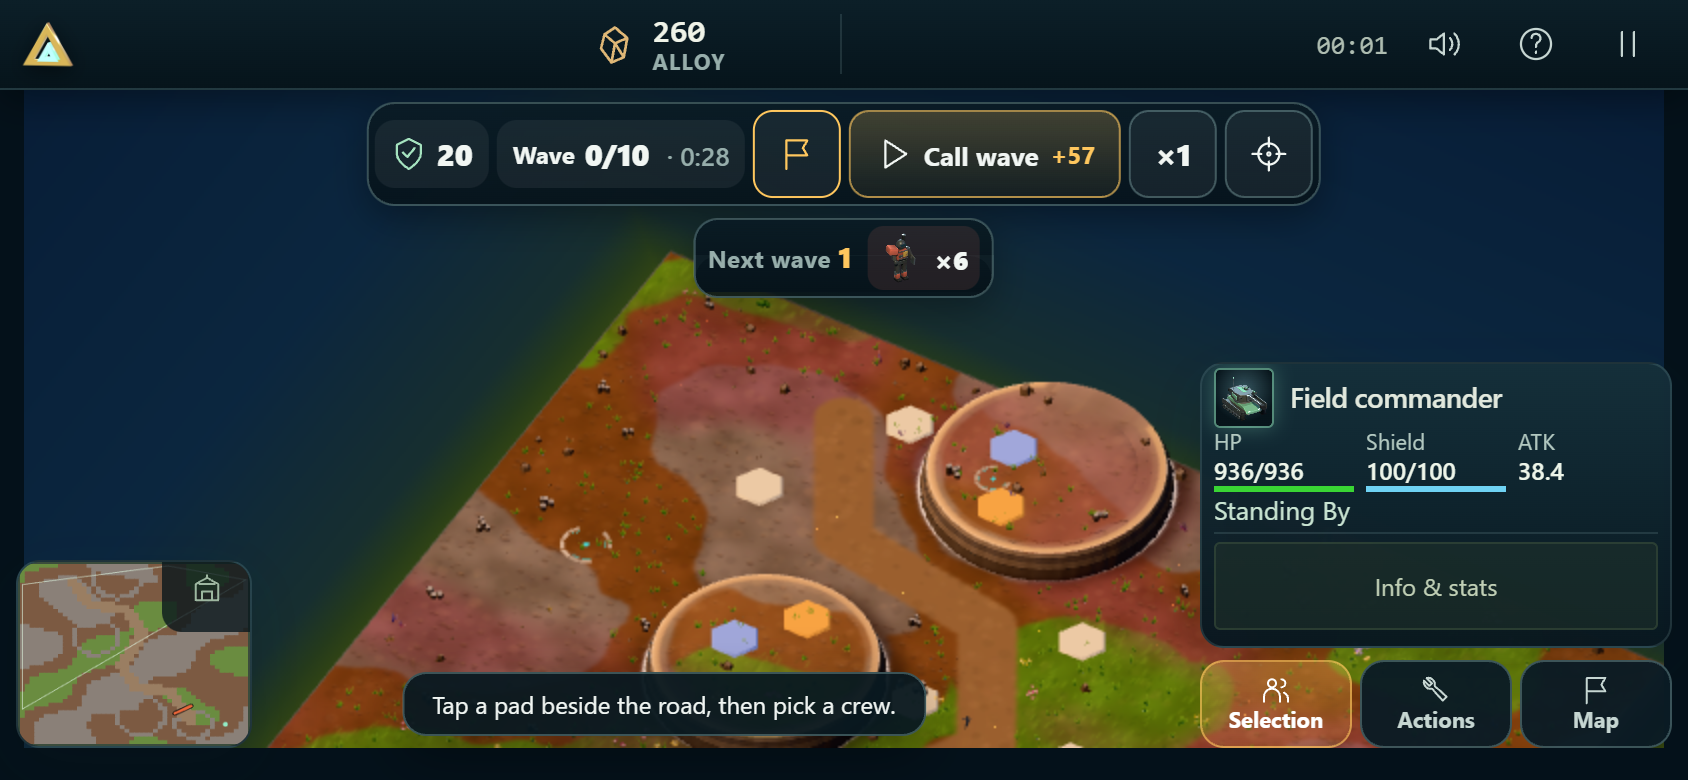 260
ALLOY
00:01
20
Wave 0/10 · 0:28
Call wave +57
×1
Next wave 1
×6
Field commander
HP
936/936
Shield
100/100
ATK
38.4
Standing By
Info & stats
Tap a pad beside the road, then pick a crew.
Selection
Actions
Map